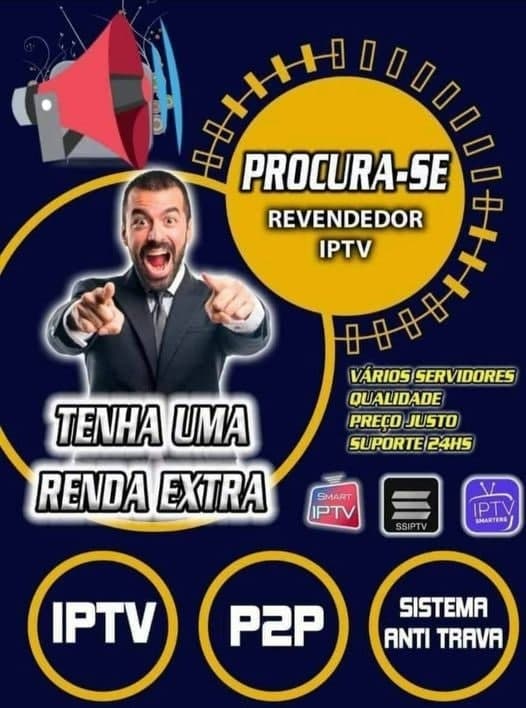 PROCURA-SE
REVENDEDOR
IPTV
VÁRIOS SERVIDORES
QUALIDADE
PREÇO JUSTO
SUPORTE 24HS
TENHA UMA
RENDA EXTRA
SMART
IPTV
SSIPTV
IPTV
SMARTERS
IPTV
P2P
SISTEMA
ANTI TRAVA